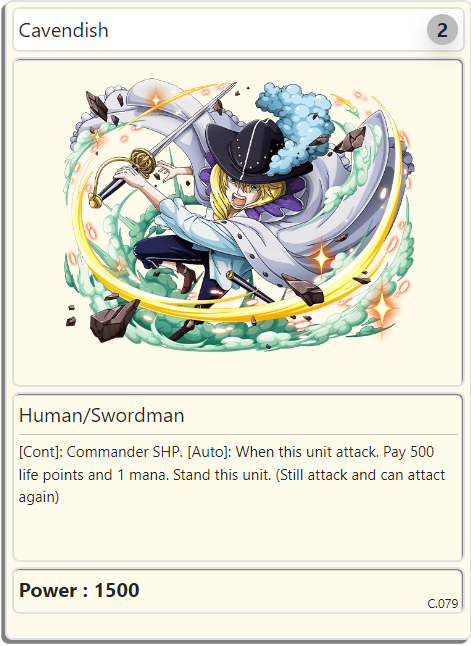 Cavendish
2
Human/Swordman
[Cont]: Commander SHP. [Auto]: When this unit attack. Pay 500
life points and 1 mana. Stand this unit. (Still attack and can attact
again)
Power : 1500
C.079